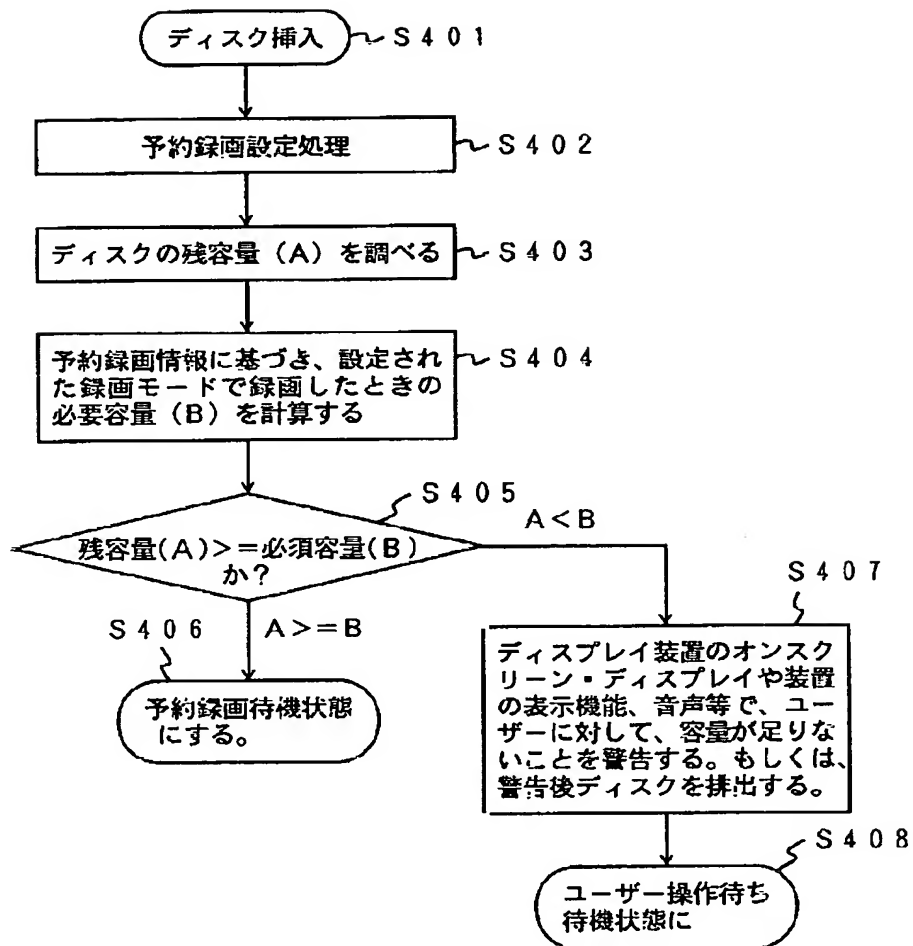 ディスク挿入
S401
予約録画設定処理
S402
ディスクの残容量（A）を調べる
S403
予約録画情報に基づき、設定され
た録画モードで録画したときの
必要容量（B）を計算する
S404
S405
残容量(A)>=必須容量(B)
か?
A<B
A>=B
S406
予約録画待機状態
にする。
S407
ディスプレイ装置のオンスク
リーン・ディスプレイや装置
の表示機能、音声等で、ユー
ザーに対して、容量が足りな
いことを警告する。もしくは、
警告後ディスクを排出する。
S408
ユーザー操作待ち
待機状態に